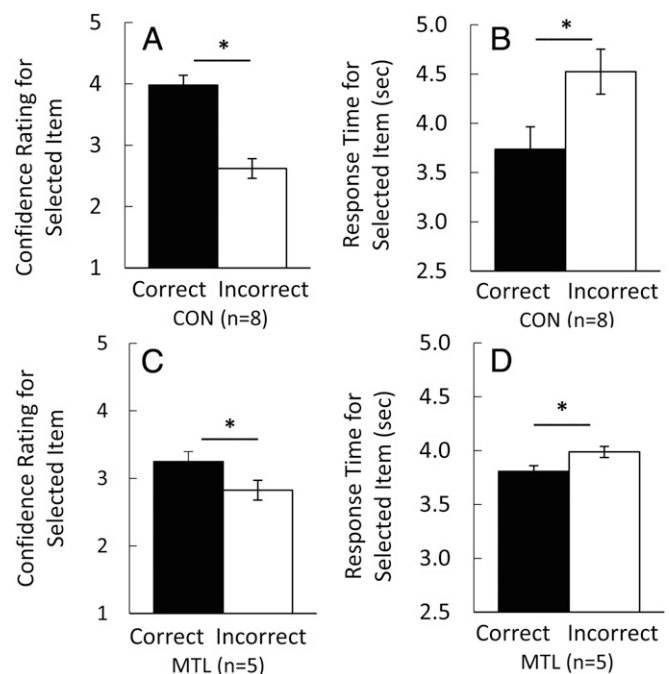 A
Confidence Rating for
Selected Item
5
4
3
2
1
*
Correct Incorrect
CON (n=8)
B
Response Time for
Selected Item (sec)
5.0
4.5
4.0
3.5
3.0
2.5
*
Correct Incorrect
CON (n=8)
C
Confidence Rating for
Selected Item
5
4
3
2
1
*
Correct Incorrect
MTL (n=5)
D
Response Time for
Selected Item (sec)
5.0
4.5
4.0
3.5
3.0
2.5
*
Correct Incorrect
MTL (n=5)